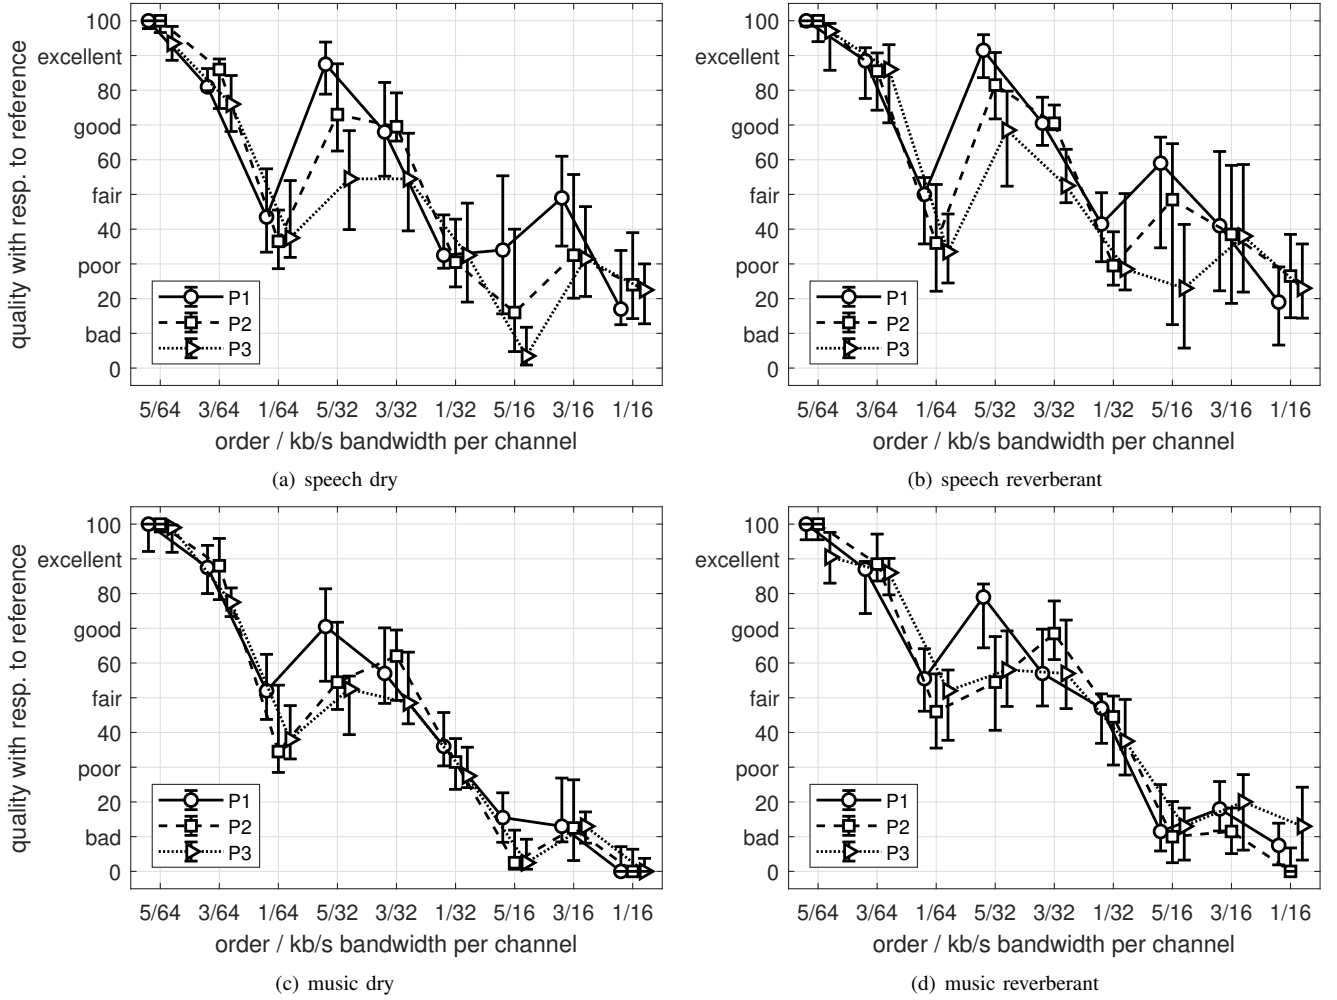 quality with resp. to reference
100
excellent
80
good
60
fair
40
poor
20
bad
0
P1
P2
P3
5/64 3/64 1/64 5/32 3/32 1/32 5/16 3/16 1/16
order / kb/s bandwidth per channel
(a) speech dry
100
excellent
80
good
60
fair
40
poor
20
bad
0
P1
P2
P3
5/64 3/64 1/64 5/32 3/32 1/32 5/16 3/16 1/16
order / kb/s bandwidth per channel
(b) speech reverberant
quality with resp. to reference
100
excellent
80
good
60
fair
40
poor
20
bad
0
P1
P2
P3
5/64 3/64 1/64 5/32 3/32 1/32 5/16 3/16 1/16
order / kb/s bandwidth per channel
(c) music dry
100
excellent
80
good
60
fair
40
poor
20
bad
0
P1
P2
P3
5/64 3/64 1/64 5/32 3/32 1/32 5/16 3/16 1/16
order / kb/s bandwidth per channel
(d) music reverberant